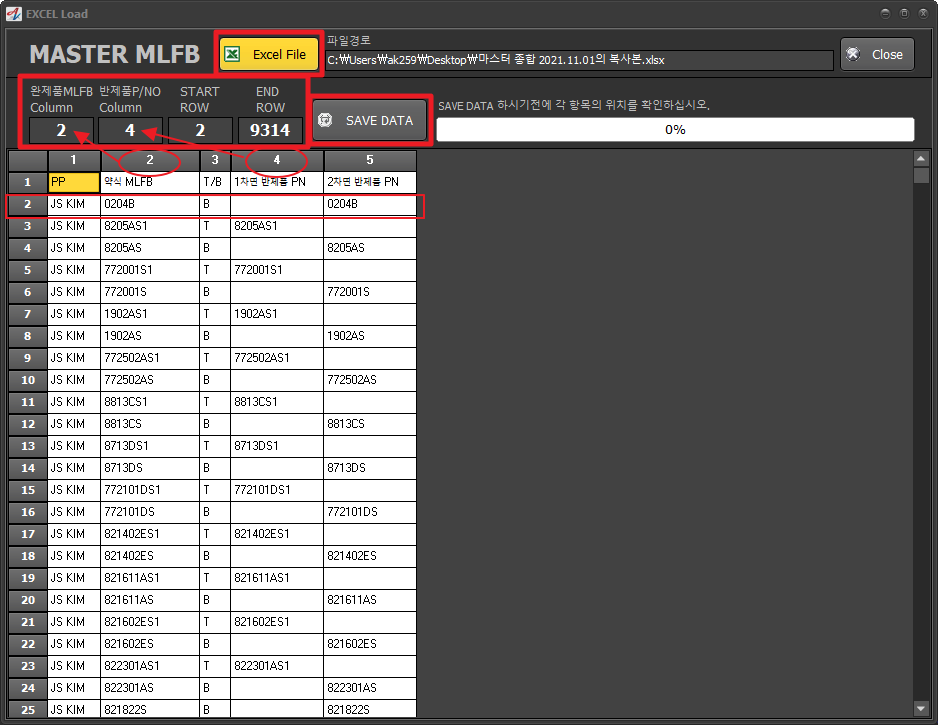 EXCEL Load
MASTER MLFB
Excel File
파일경로
C:₩Users₩ak259₩Desktop₩마스터 종합 2021.11.01의 복사본.xlsx
Close
완제품MLFB 반제품P/NO START END
Column Column ROW ROW
2 4 2 9314
SAVE DATA
SAVE DATA 하시기전에 각 항목의 위치를 확인하십시오.
0%
1 2 3 4 5
1 PP 약식 MLFB T/B 1차면 반제품 PN 2차면 반제품 PN
2 JS KIM 0204B B 0204B
3 JS KIM 8205AS1 T 8205AS1
4 JS KIM 8205AS B 8205AS
5 JS KIM 772001S1 T 772001S1
6 JS KIM 772001S B 772001S
7 JS KIM 1902AS1 T 1902AS1
8 JS KIM 1902AS B 1902AS
9 JS KIM 772502AS1 T 772502AS1
10 JS KIM 772502AS B 772502AS
11 JS KIM 8813CS1 T 8813CS1
12 JS KIM 8813CS B 8813CS
13 JS KIM 8713DS1 T 8713DS1
14 JS KIM 8713DS B 8713DS
15 JS KIM 772101DS1 T 772101DS1
16 JS KIM 772101DS B 772101DS
17 JS KIM 821402ES1 T 821402ES1
18 JS KIM 821402ES B 821402ES
19 JS KIM 821611AS1 T 821611AS1
20 JS KIM 821611AS B 821611AS
21 JS KIM 821602ES1 T 821602ES1
22 JS KIM 821602ES B 821602ES
23 JS KIM 822301AS1 T 822301AS1
24 JS KIM 822301AS B 822301AS
25 JS KIM 821822S B 821822S